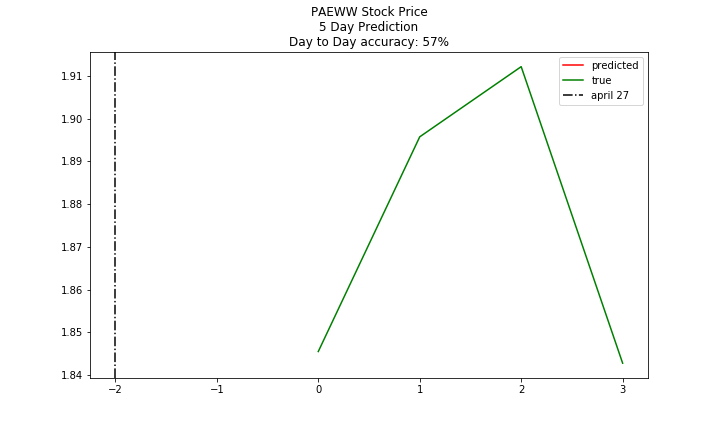 PAEWW Stock Price
5 Day Prediction
Day to Day accuracy: 57%
predicted
true
april 27
1.91
1.90
1.89
1.88
1.87
1.86
1.85
1.84
−2
−1
0
1
2
3